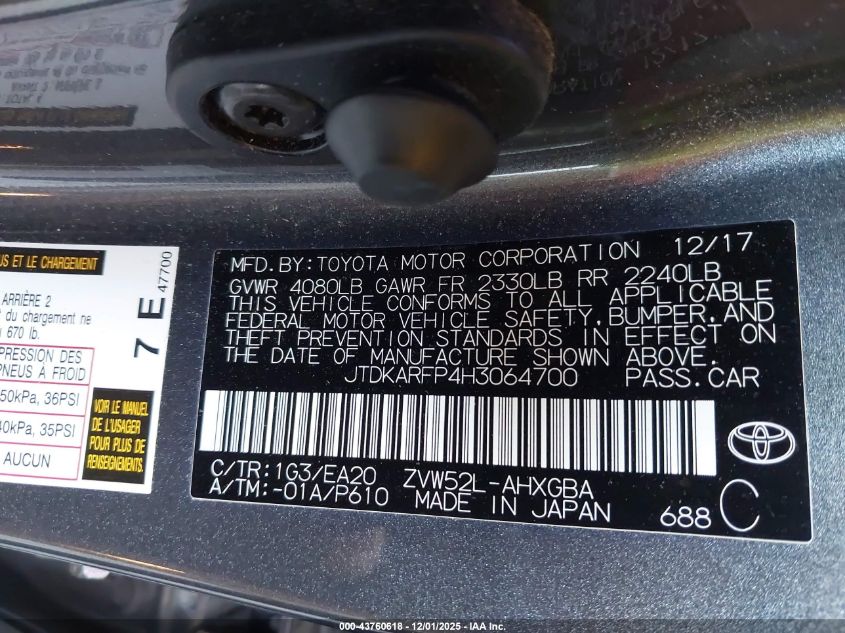 US ET LE CHARGEMENT
ARRIÈRE 2
du chargement ne
670 lb.
PRESSION DES
PNEUS À FROID
50kPa, 36PSI
40kPa, 35PSI
AUCUN
7 E 47700
VOIR LE MANUEL
DE L'USAGER
POUR PLUS DE
RENSEIGNEMENTS.
MFD.BY:TOYOTA MOTOR CORPORATION 12/17
GVWR 4080LB GAWR FR 2330LB RR 2240LB
THIS VEHICLE CONFORMS TO ALL APPLICABLE
FEDERAL MOTOR VEHICLE SAFETY, BUMPER, AND
THEFT PREVENTION STANDARDS IN EFFECT ON
THE DATE OF MANUFACTURE SHOWN ABOVE.
JTDKARFP4H3064700 PASS.CAR
C/TR:1G3/EA20 ZVW52L-AHXGBA
A/TM:-01A/P610 MADE IN JAPAN
688 C
000-43760618 - 12/01/2025 - IAA Inc.